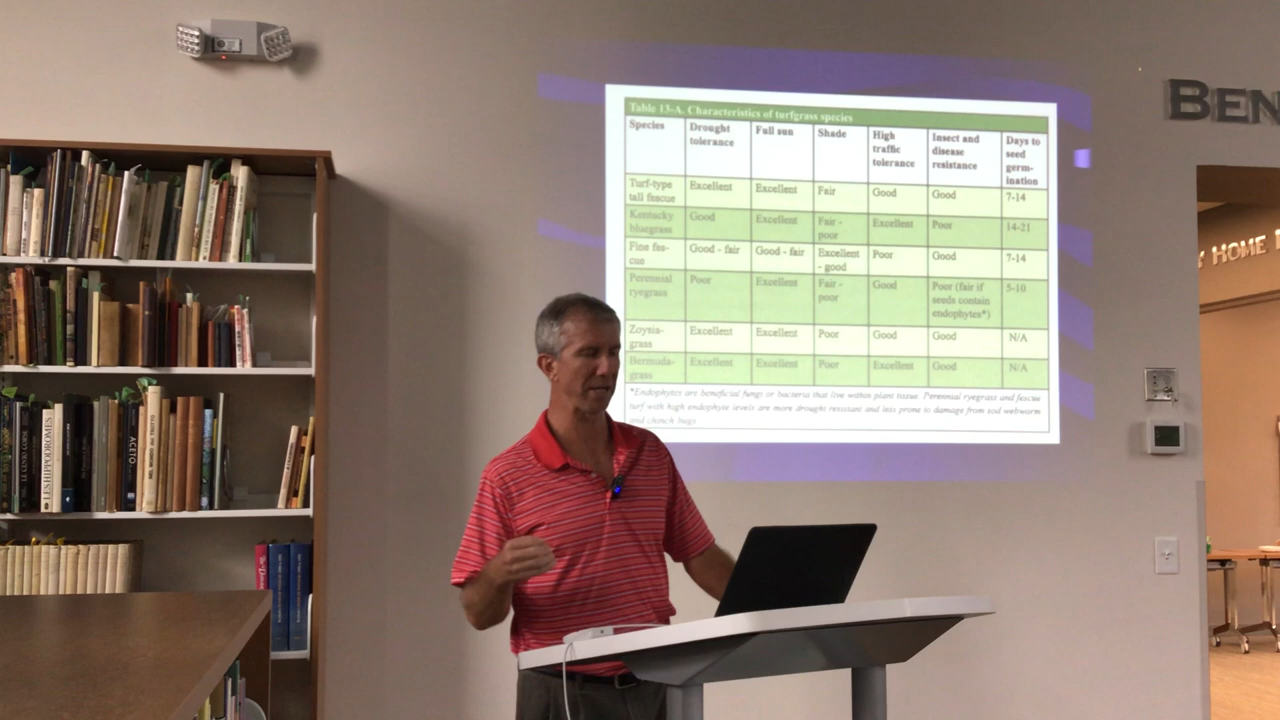 BEN
HOME
Table 13-A. Characteristics of turfgrass species
Species Drought tolerance Full sun Shade High traffic tolerance Insect and disease resistance Days to seed germ-ination
Turf-type tall fescue Excellent Excellent Fair Good Good 7-14
Kentucky bluegrass Good Excellent Fair - poor Excellent Poor 14-21
Fine fes-cue Good - fair Good - fair Excellent - good Poor Good 7-14
Perennial ryegrass Poor Excellent Fair - poor Good Poor (fair if seeds contain endophytes*) 5-10
Zoysia-grass Excellent Excellent Poor Good Good N/A
Bermuda-grass Excellent Excellent Poor Excellent Good N/A
*Endophytes are beneficial fungi or bacteria that live within plant tissue. Perennial ryegrass and fescue
turf with high endophyte levels are more drought resistant and less prone to damage from sod webworm
and chinch bugs
LES HIPPODROMES
ACETO